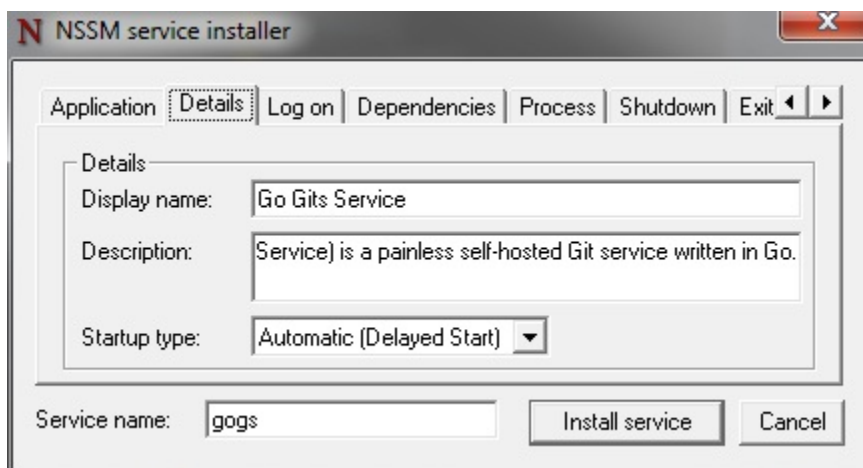 N NSSM service installer
Application Details Log on Dependencies Process Shutdown Exit
Details
Display name: Go Gits Service
Description: Service) is a painless self-hosted Git service written in Go.
Startup type: Automatic (Delayed Start)
Service name: gogs Install service Cancel